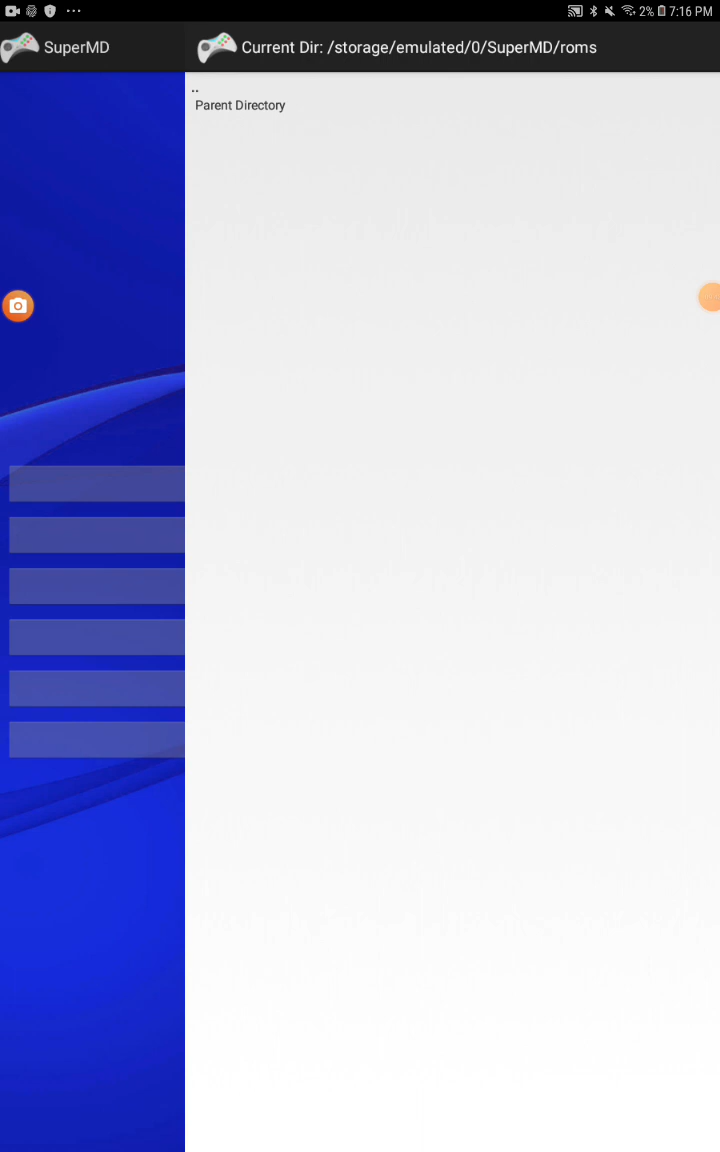 2% 7:16 PM
SuperMD
Current Dir: /storage/emulated/0/SuperMD/roms
..
Parent Directory